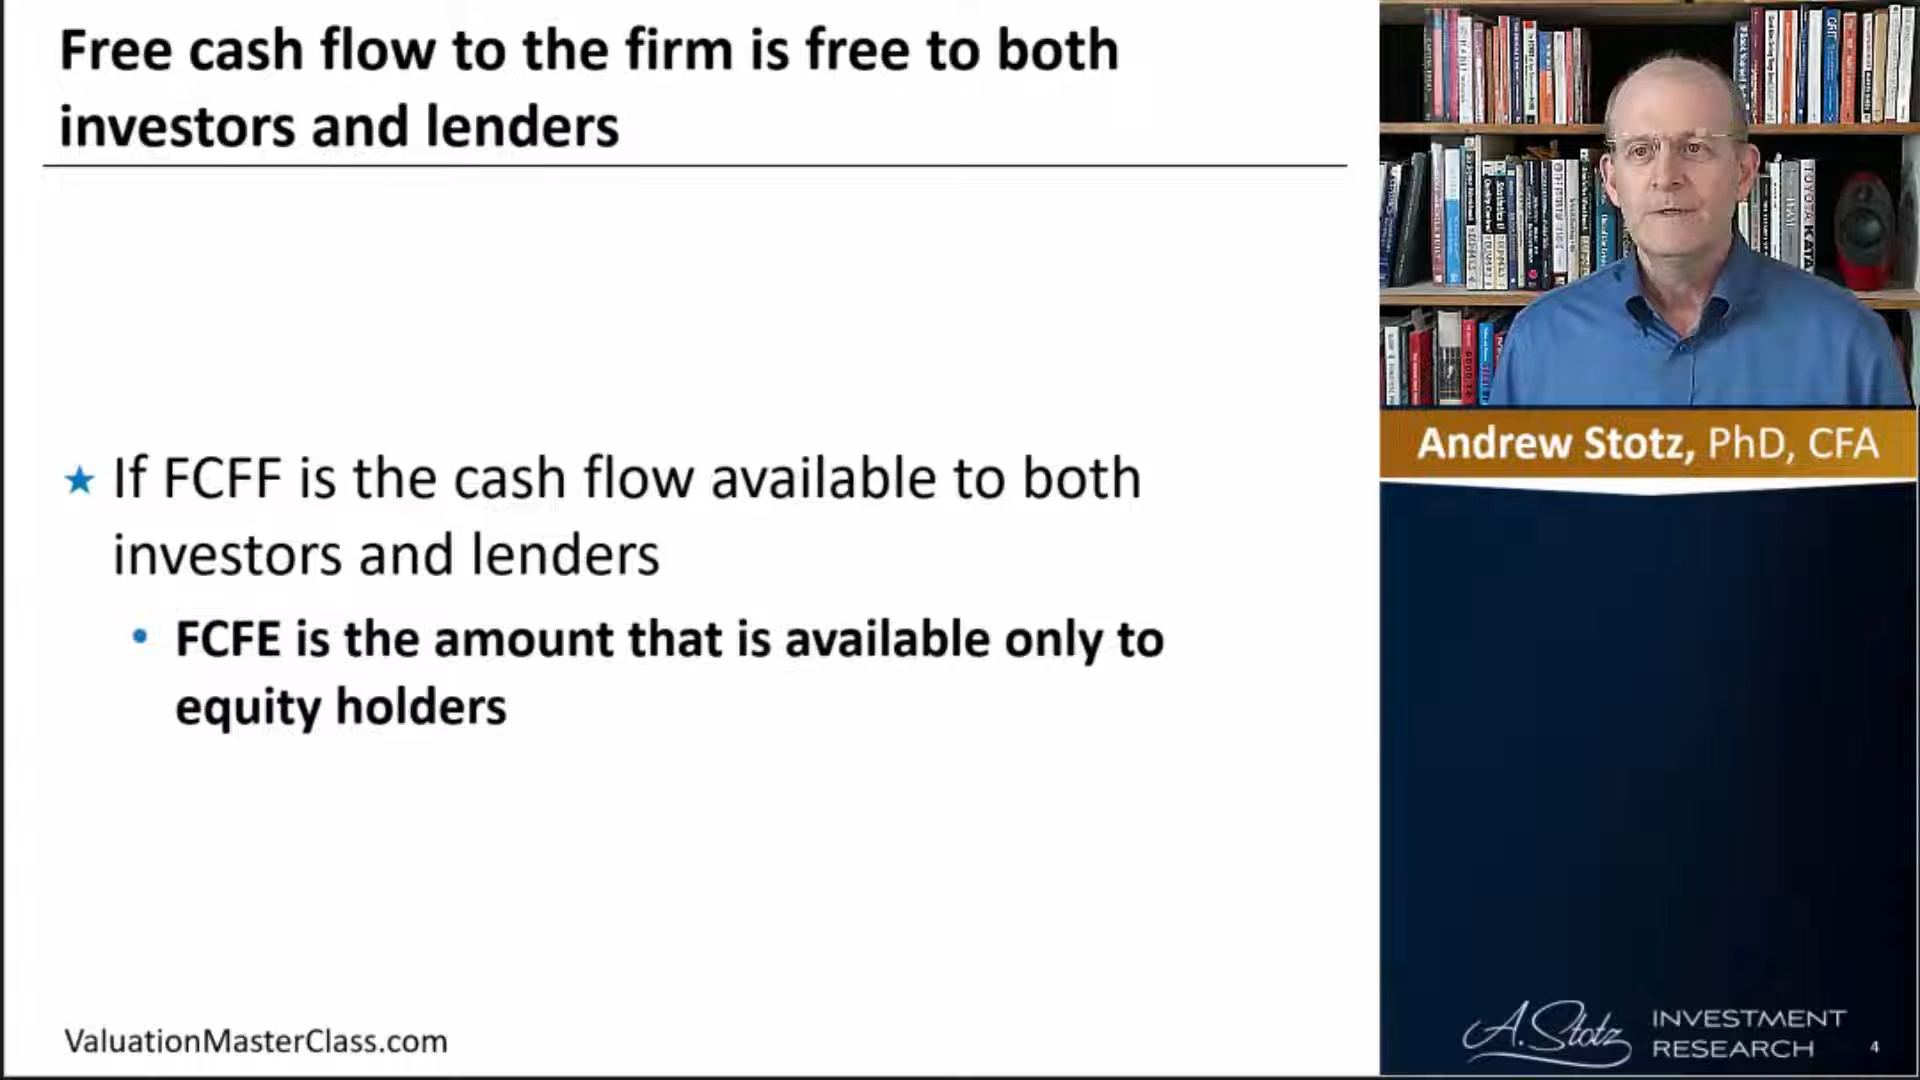 Free cash flow to the firm is free to both
investors and lenders
★ If FCFF is the cash flow available to both
investors and lenders
• FCFE is the amount that is available only to
equity holders
ValuationMasterClass.com
TOYOTA KATA
Andrew Stotz, PhD, CFA
A. Stotz INVESTMENT
RESEARCH
4